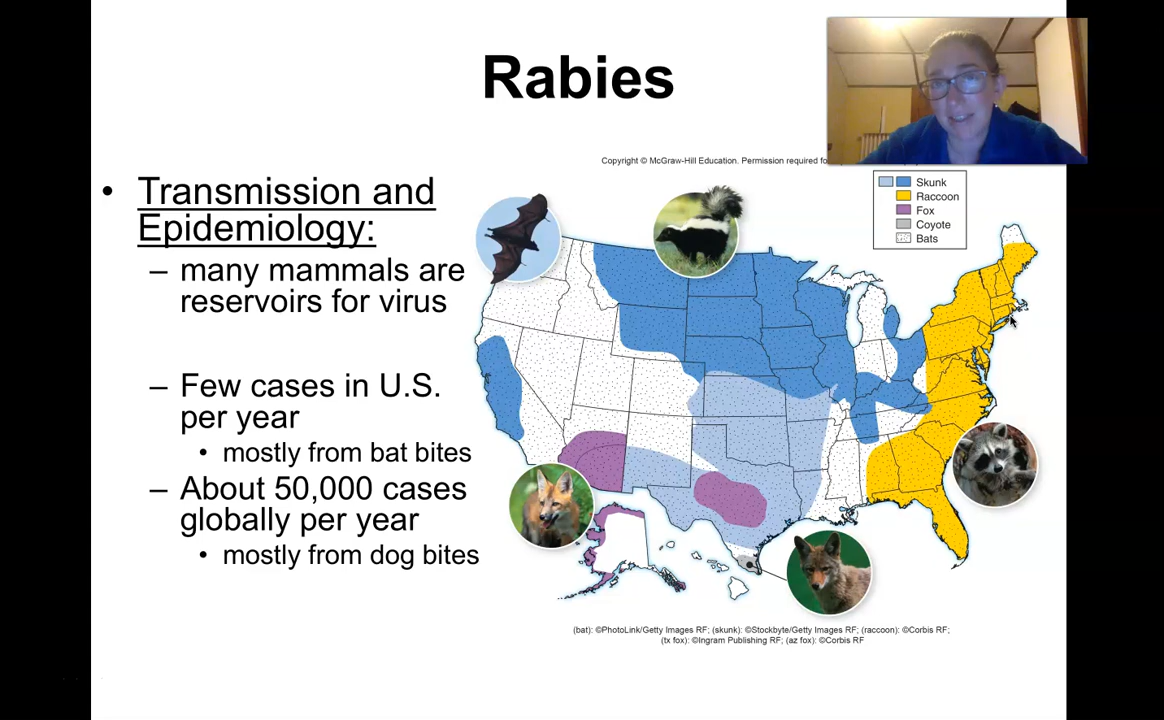 Rabies
Copyright © McGraw-Hill Education. Permission required fo
• Transmission and
Epidemiology:
– many mammals are
reservoirs for virus
– Few cases in U.S.
per year
• mostly from bat bites
– About 50,000 cases
globally per year
• mostly from dog bites
Skunk
Raccoon
Fox
Coyote
Bats
(bat): ©PhotoLink/Getty Images RF; (skunk): ©Stockbyte/Getty Images RF; (raccoon): ©Corbis RF;
(tx fox): ©Ingram Publishing RF; (az fox): ©Corbis RF